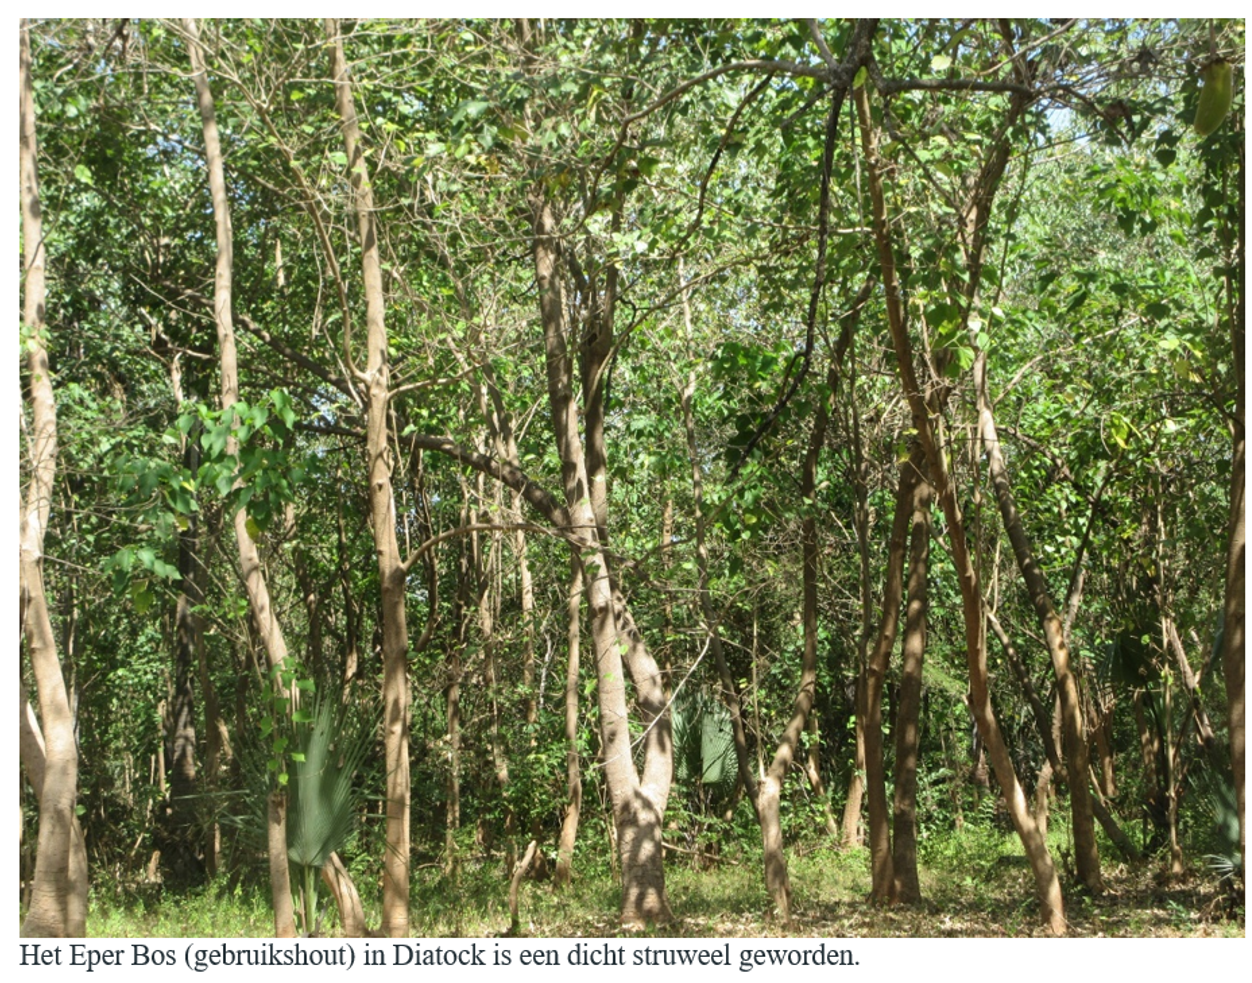 Het Eper Bos (gebruikshout) in Diatock is een dicht struweel geworden.